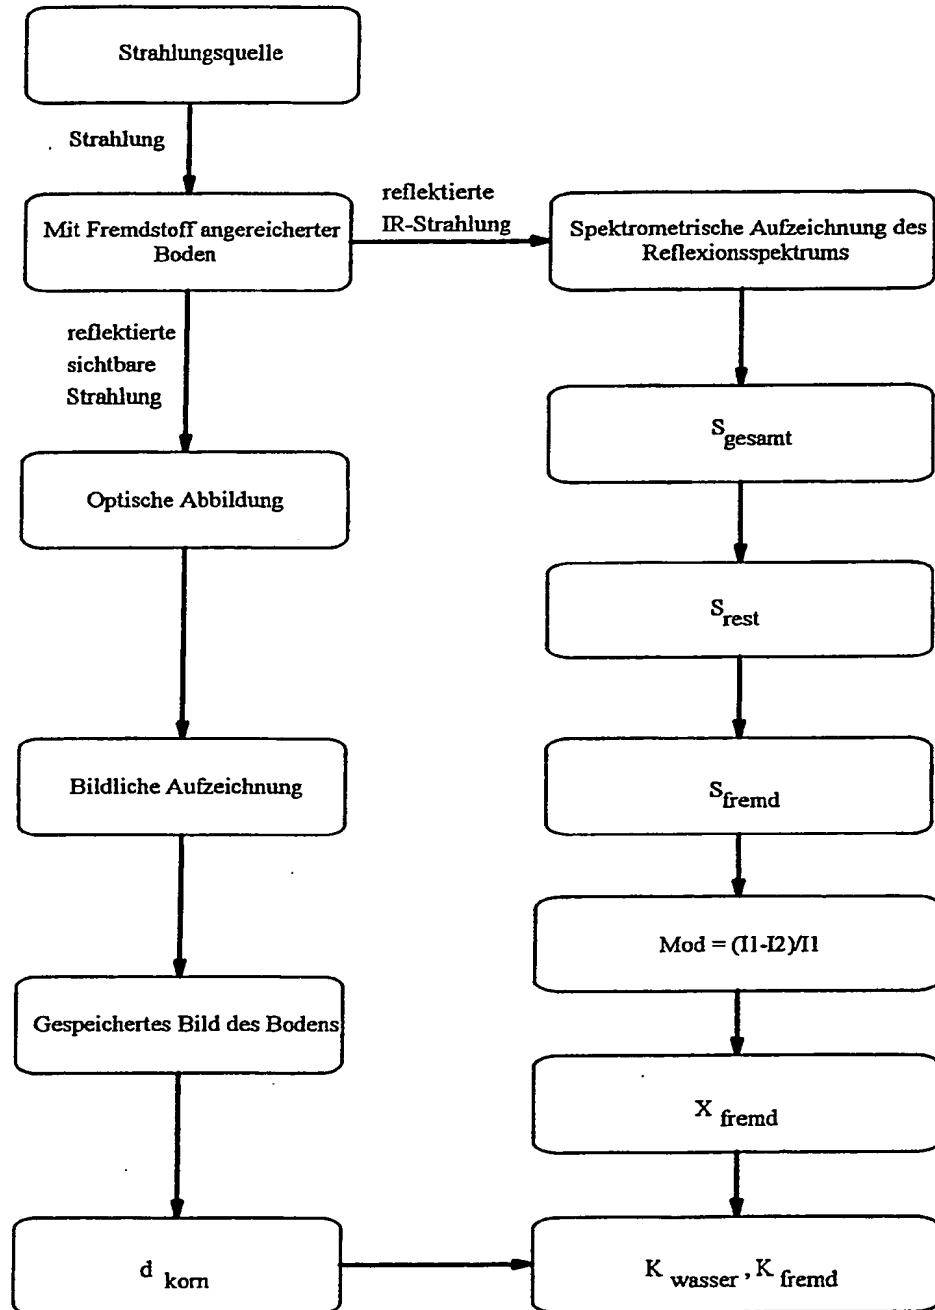 Strahlungsquelle
Strahlung
Mit Fremdstoff angereicherter
Boden
reflektierte
IR-Strahlung
Spektrometrische Aufzeichnung des
Reflexionsspektrums
reflektierte
sichtbare
Strahlung
S gesamt
Optische Abbildung
S rest
Bildliche Aufzeichnung
S fremd
Mod = (I1-I2)/I1
Gespeichertes Bild des Bodens
X fremd
d korn
K wasser, K fremd